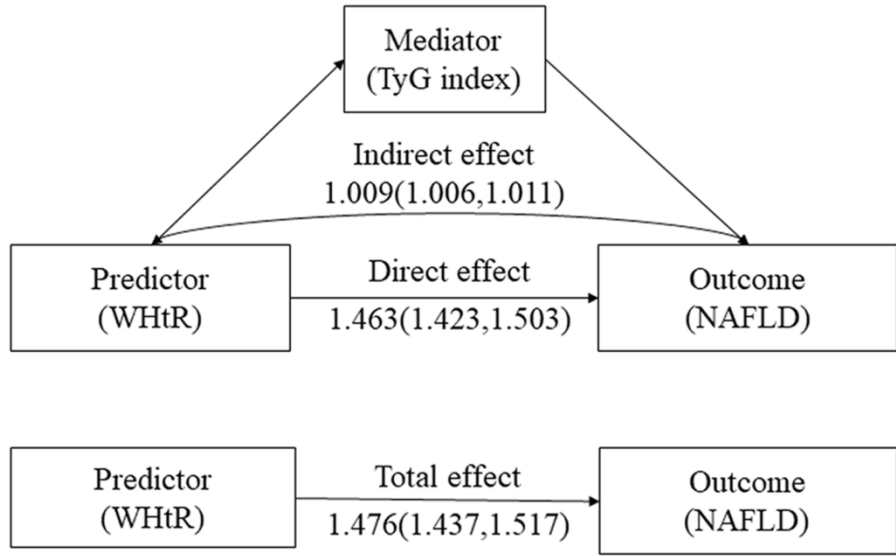 Mediator
(TyG index)
Indirect effect
1.009(1.006,1.011)
Predictor
(WHtR)
Direct effect
1.463(1.423,1.503)
Outcome
(NAFLD)
Predictor
(WHtR)
Total effect
1.476(1.437,1.517)
Outcome
(NAFLD)